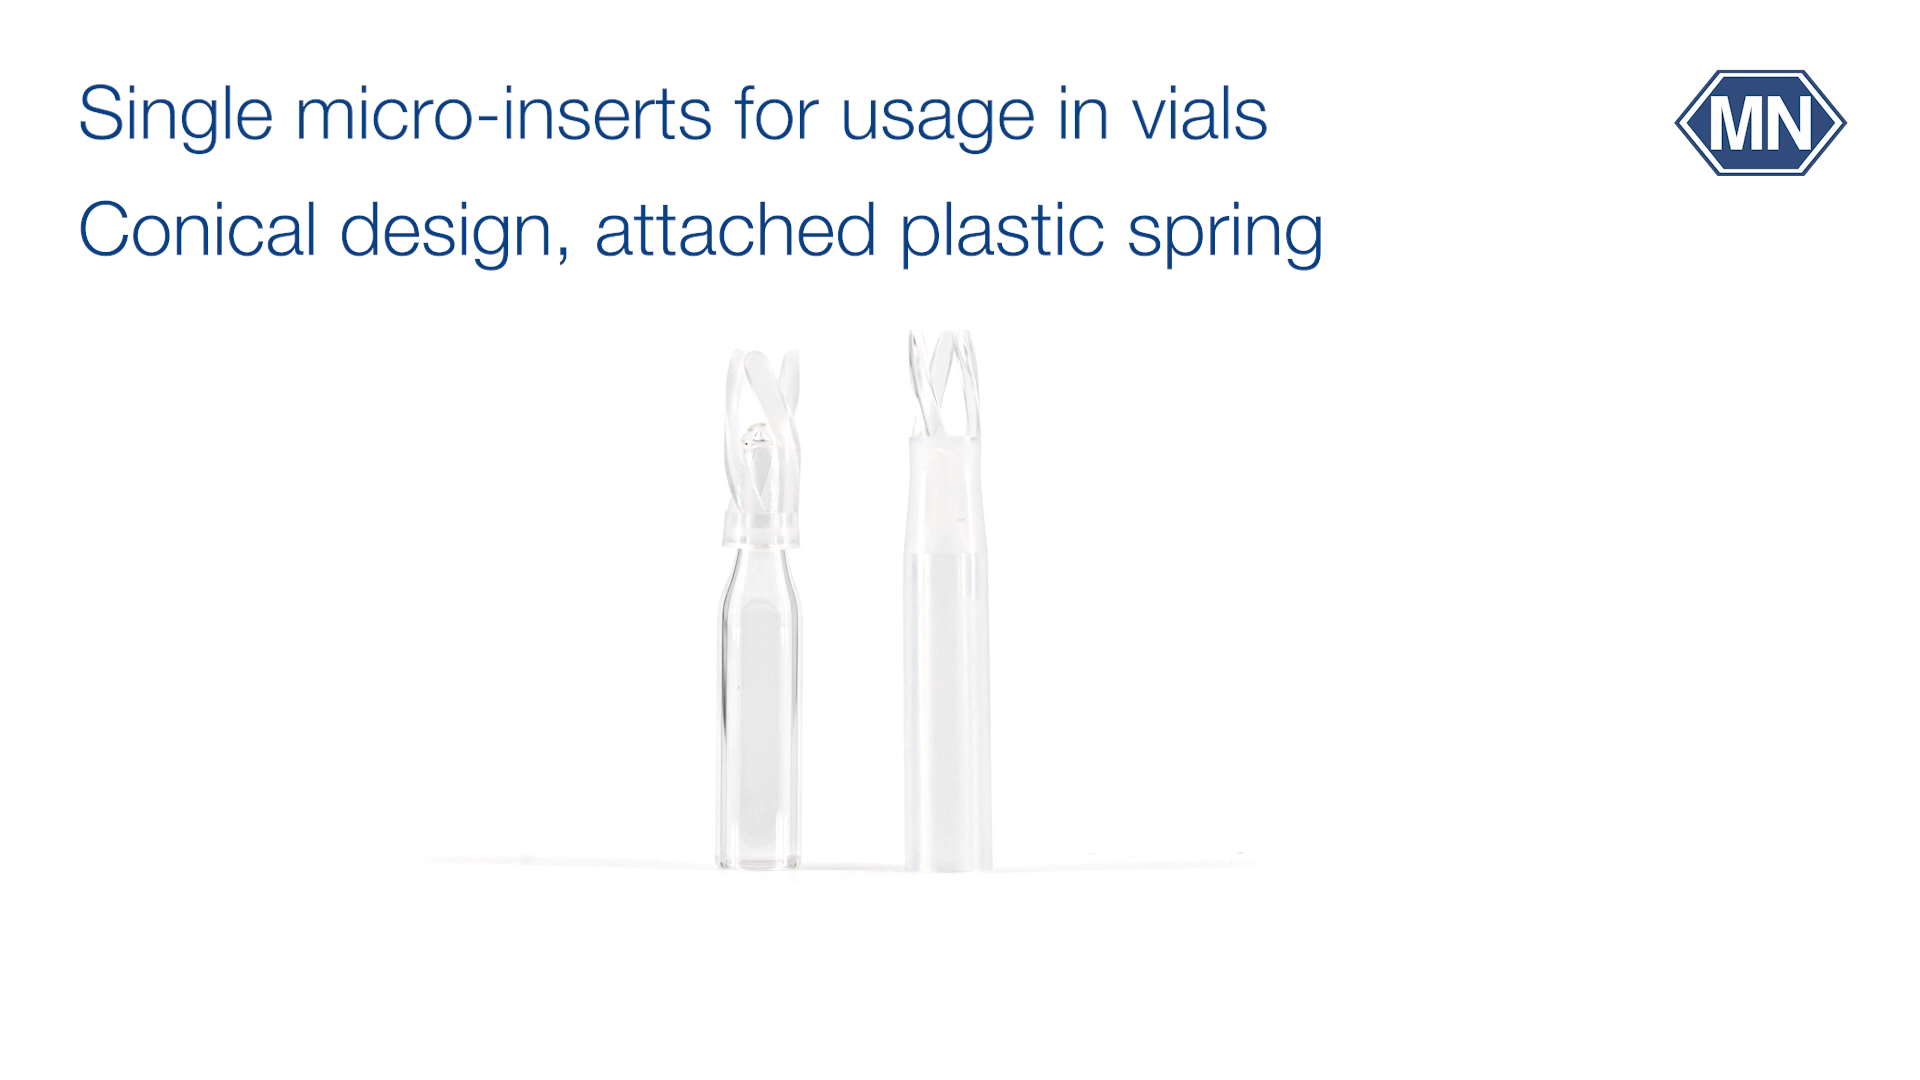 Single micro-inserts for usage in vials
MN
Conical design, attached plastic spring